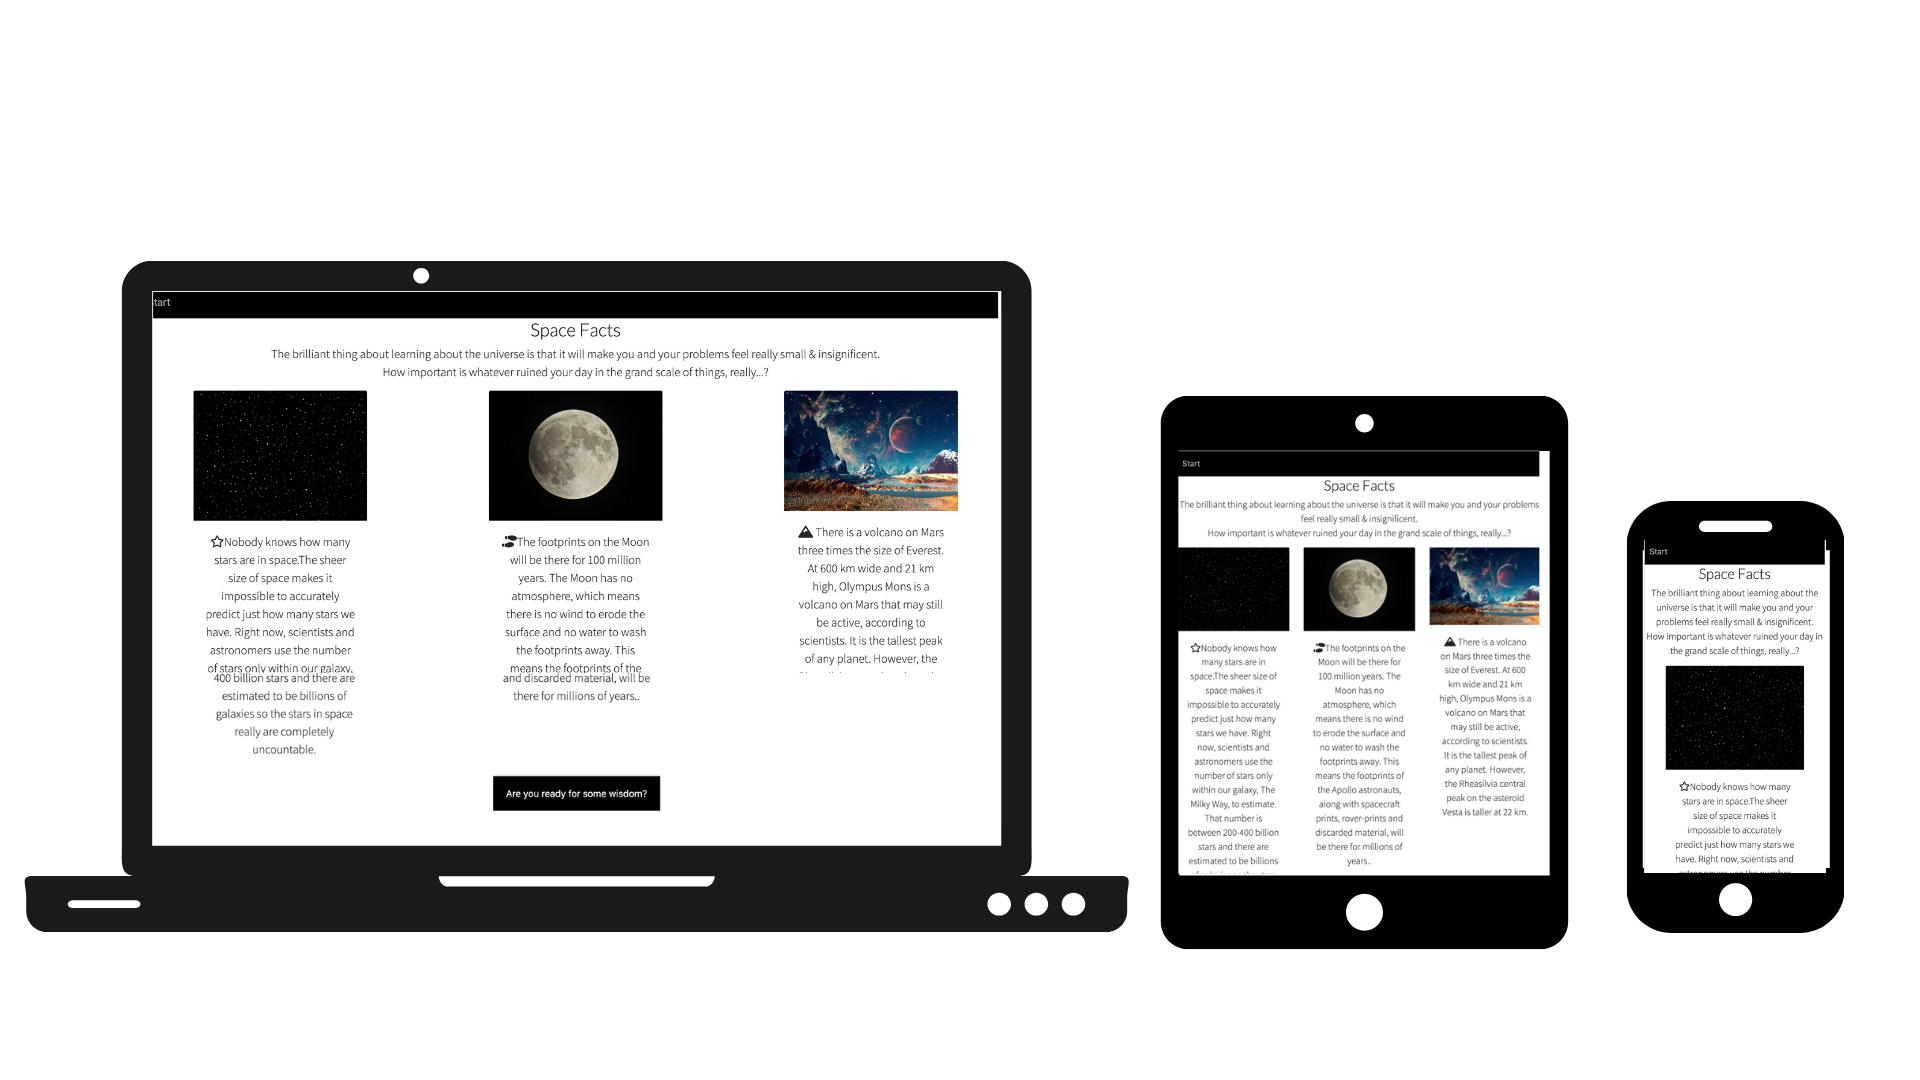 tart
Space Facts
The brilliant thing about learning about the universe is that it will make you and your problems feel really small & insignificent.
How important is whatever ruined your day in the grand scale of things, really...?
Nobody knows how many
stars are in space.The sheer
size of space makes it
impossible to accurately
predict just how many stars we
have. Right now, scientists and
astronomers use the number
of stars only within our galaxy,
400 billion stars and there are
estimated to be billions of
galaxies so the stars in space
really are completely
uncountable.
The footprints on the Moon
will be there for 100 million
years. The Moon has no
atmosphere, which means
there is no wind to erode the
surface and no water to wash
the footprints away. This
means the footprints of the
and discarded material, will be
there for millions of years..
There is a volcano on Mars
three times the size of Everest.
At 600 km wide and 21 km
high, Olympus Mons is a
volcano on Mars that may still
be active, according to
scientists. It is the tallest peak
of any planet. However, the
Are you ready for some wisdom?
Start
Space Facts
The brilliant thing about learning about the universe is that it will make you and your problems
feel really small & insignificent.
How important is whatever ruined your day in the grand scale of things, really...?
Nobody knows how
many stars are in
space.The sheer size of
space makes it
impossible to accurately
predict just how many
stars we have. Right
now, scientists and
astronomers use the
number of stars only
within our galaxy, The
Milky Way, to estimate.
That number is
between 200-400 billion
stars and there are
estimated to be billions
The footprints on the
Moon will be there for
100 million years. The
Moon has no
atmosphere, which
means there is no wind
to erode the surface and
no water to wash the
footprints away. This
means the footprints of
the Apollo astronauts,
along with spacecraft
prints, rover-prints and
discarded material, will
be there for millions of
years..
There is a volcano
on Mars three times the
size of Everest. At 600
km wide and 21 km
high, Olympus Mons is a
volcano on Mars that
may still be active,
according to scientists.
It is the tallest peak of
any planet. However,
the Rheasilvia central
peak on the asteroid
Vesta is taller at 22 km.
Start
Space Facts
The brilliant thing about learning about the
universe is that it will make you and your
problems feel really small & insignificent.
How important is whatever ruined your day in
the grand scale of things, really...?
Nobody knows how many
stars are in space.The sheer
size of space makes it
impossible to accurately
predict just how many stars we
have. Right now, scientists and
astronomers use the number